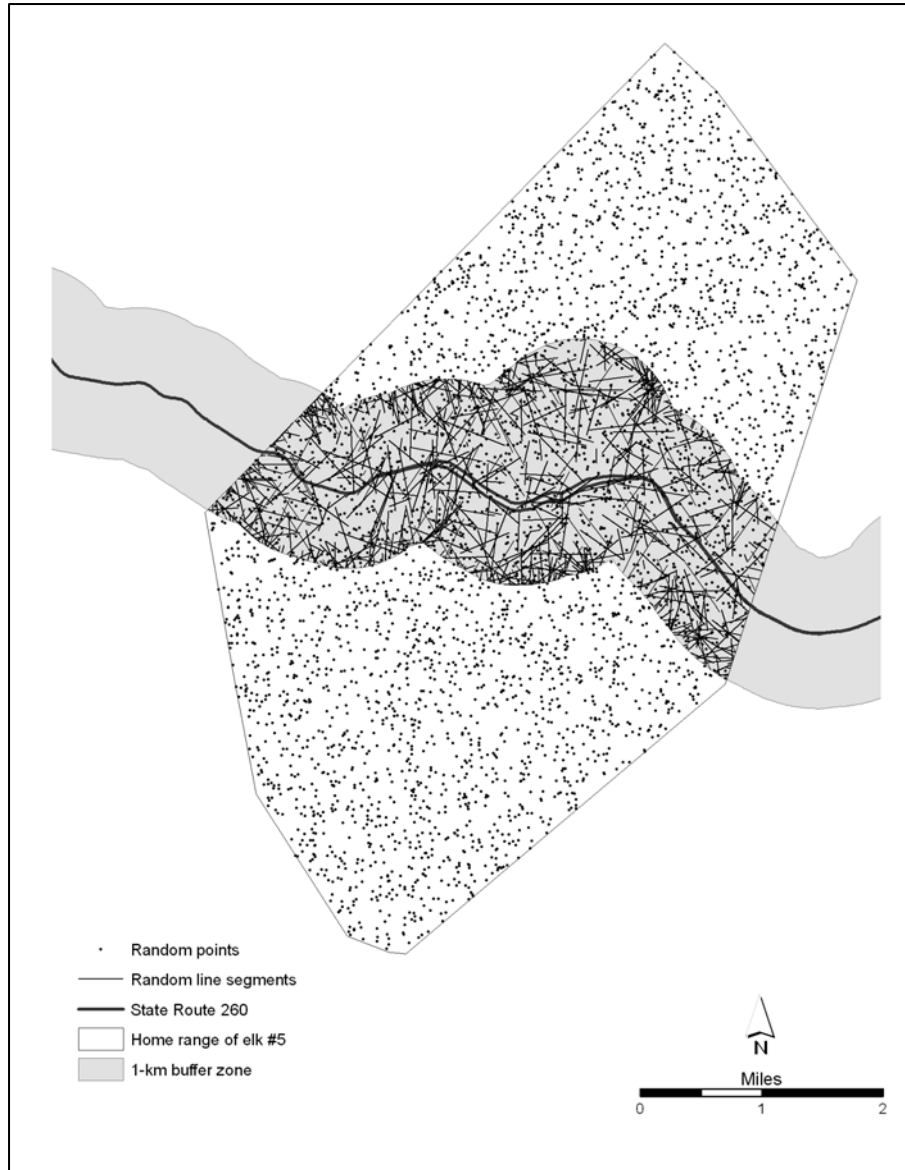 Random points
Random line segments
State Route 260
Home range of elk #5
1-km buffer zone
N
Miles
0 1 2